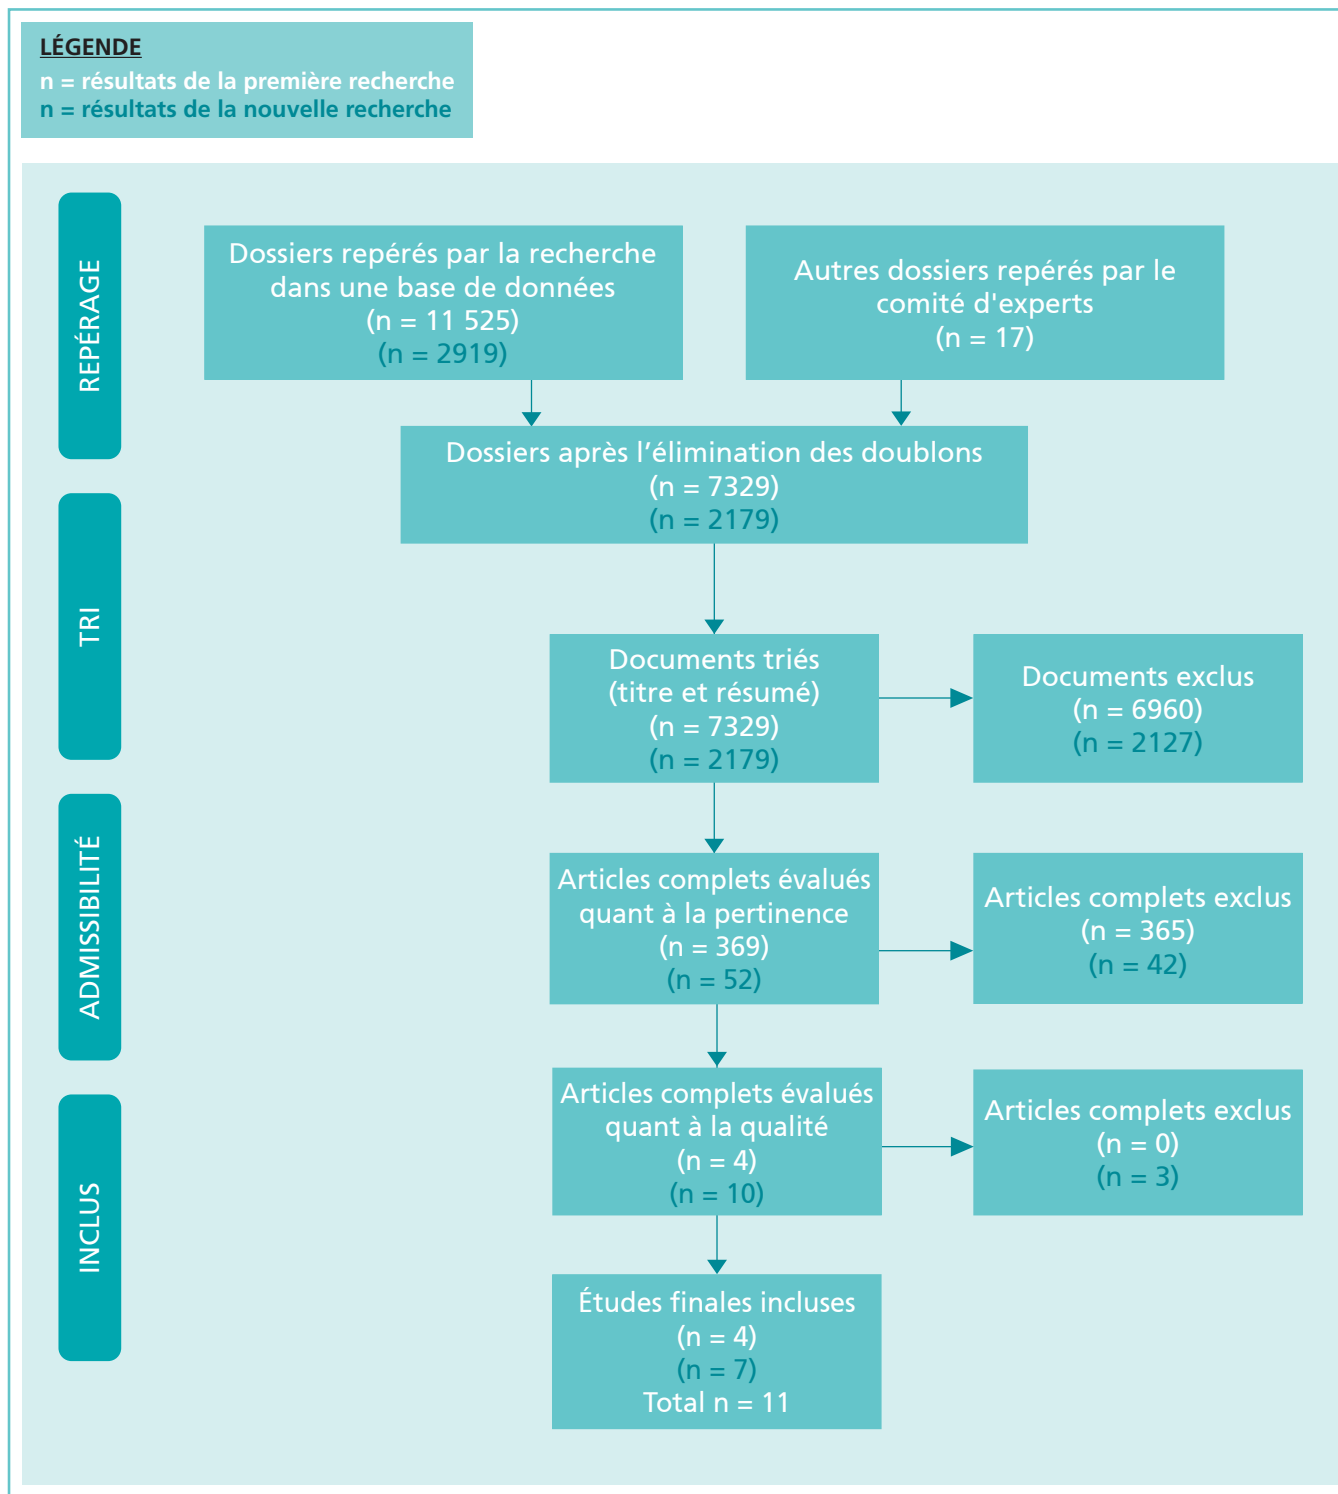 LÉGENDE
n = résultats de la première recherche
n = résultats de la nouvelle recherche
REPÉRAGE
Dossiers repérés par la recherche
dans une base de données
(n = 11 525)
(n = 2919)
Autres dossiers repérés par le
comité d'experts
(n = 17)
Dossiers après l’élimination des doublons
(n = 7329)
(n = 2179)
TRI
Documents triés
(titre et résumé)
(n = 7329)
(n = 2179)
Documents exclus
(n = 6960)
(n = 2127)
ADMISSIBILITÉ
Articles complets évalués
quant à la pertinence
(n = 369)
(n = 52)
Articles complets exclus
(n = 365)
(n = 42)
INCLUS
Articles complets évalués
quant à la qualité
(n = 4)
(n = 10)
Articles complets exclus
(n = 0)
(n = 3)
Études finales incluses
(n = 4)
(n = 7)
Total n = 11